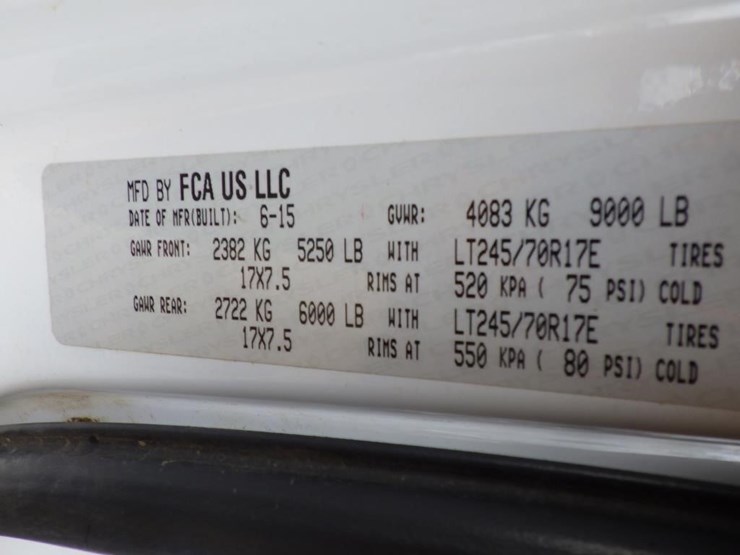 MFD BY FCA US LLC
DATE OF MFR(BUILT): 6-15 GVWR: 4083 KG 9000 LB
GAWR FRONT: 2382 KG 5250 LB WITH LT245/70R17E TIRES
17X7.5 RIMS AT 520 KPA ( 75 PSI) COLD
GAWR REAR: 2722 KG 6000 LB WITH LT245/70R17E TIRES
17X7.5 RIMS AT 550 KPA ( 80 PSI) COLD